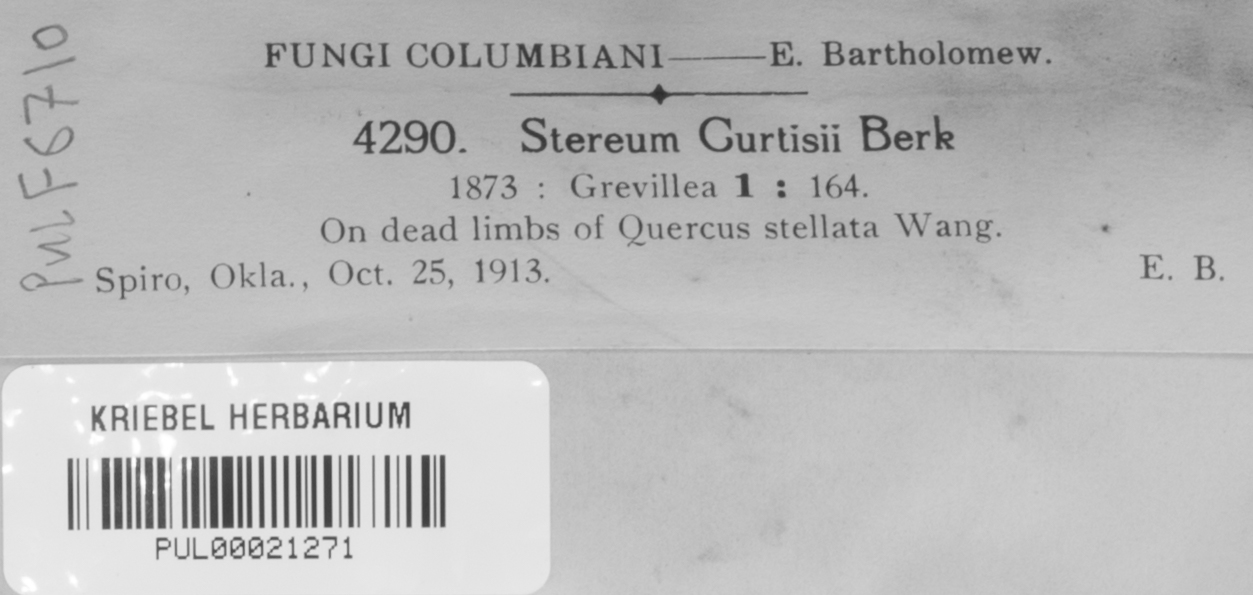 PUL F6710
FUNGI COLUMBIANI——E. Bartholomew.
4290. Stereum Curtisii Berk
1873 : Grevillea 1 : 164.
On dead limbs of Quercus stellata Wang.
Spiro, Okla., Oct. 25, 1913. E. B.
KRIEBEL HERBARIUM
PUL00021271